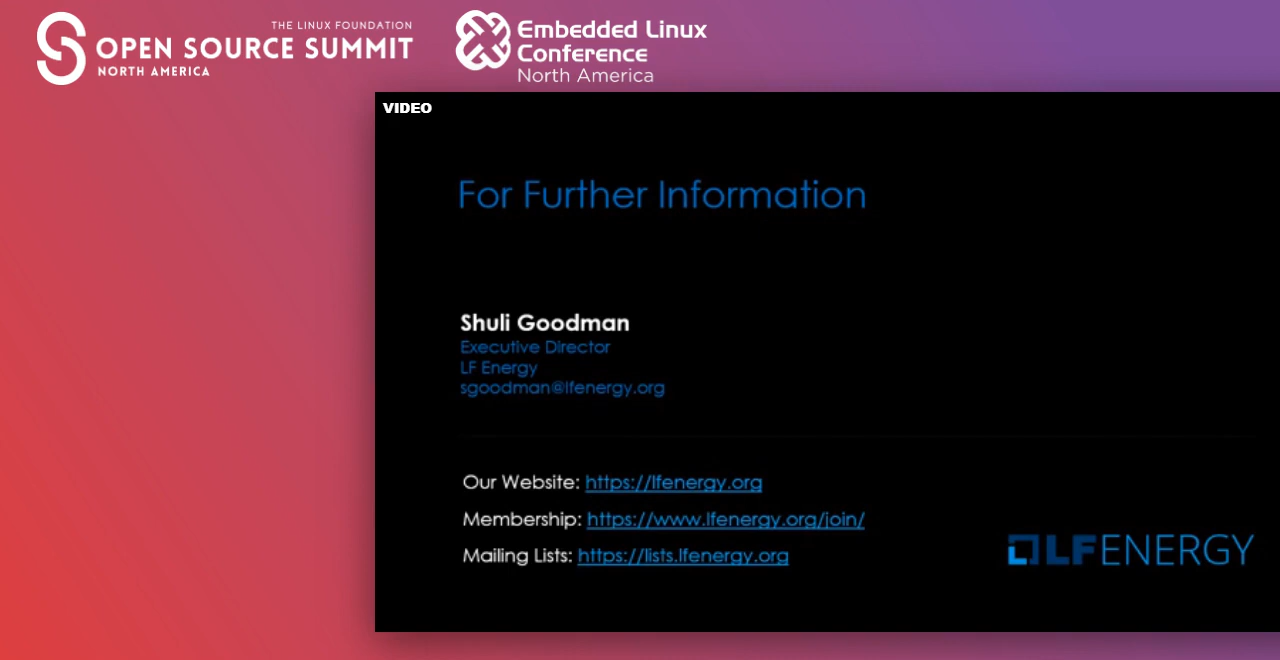 THE LINUX FOUNDATION
OPEN SOURCE SUMMIT
NORTH AMERICA
Embedded Linux
Conference
North America
VIDEO
For Further Information
Shuli Goodman
Executive Director
LF Energy
sgoodman@lfenergy.org
Our Website: https://lfenergy.org
Membership: https://www.lfenergy.org/join/
Mailing Lists: https://lists.lfenergy.org
LFENERGY